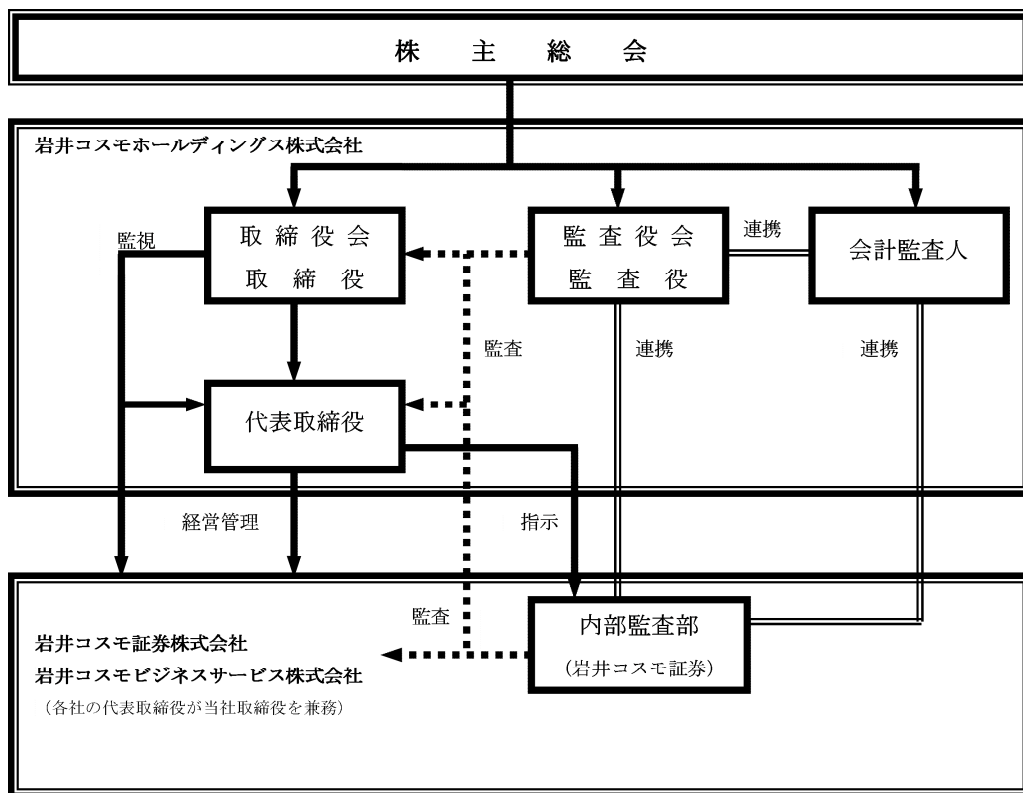 株主総会
岩井コスモホールディングス株式会社
監視
取締役会
取締役
監査役会
監査役
連携
会計監査人
監査
連携
連携
代表取締役
経営管理
指示
監査
内部監査部
(岩井コスモ証券)
岩井コスモ証券株式会社
岩井コスモビジネスサービス株式会社
(各社の代表取締役が当社取締役を兼務)